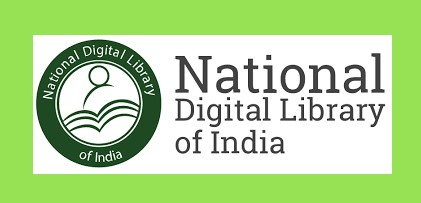 National Digital Library
of India
National
Digital Library
of India